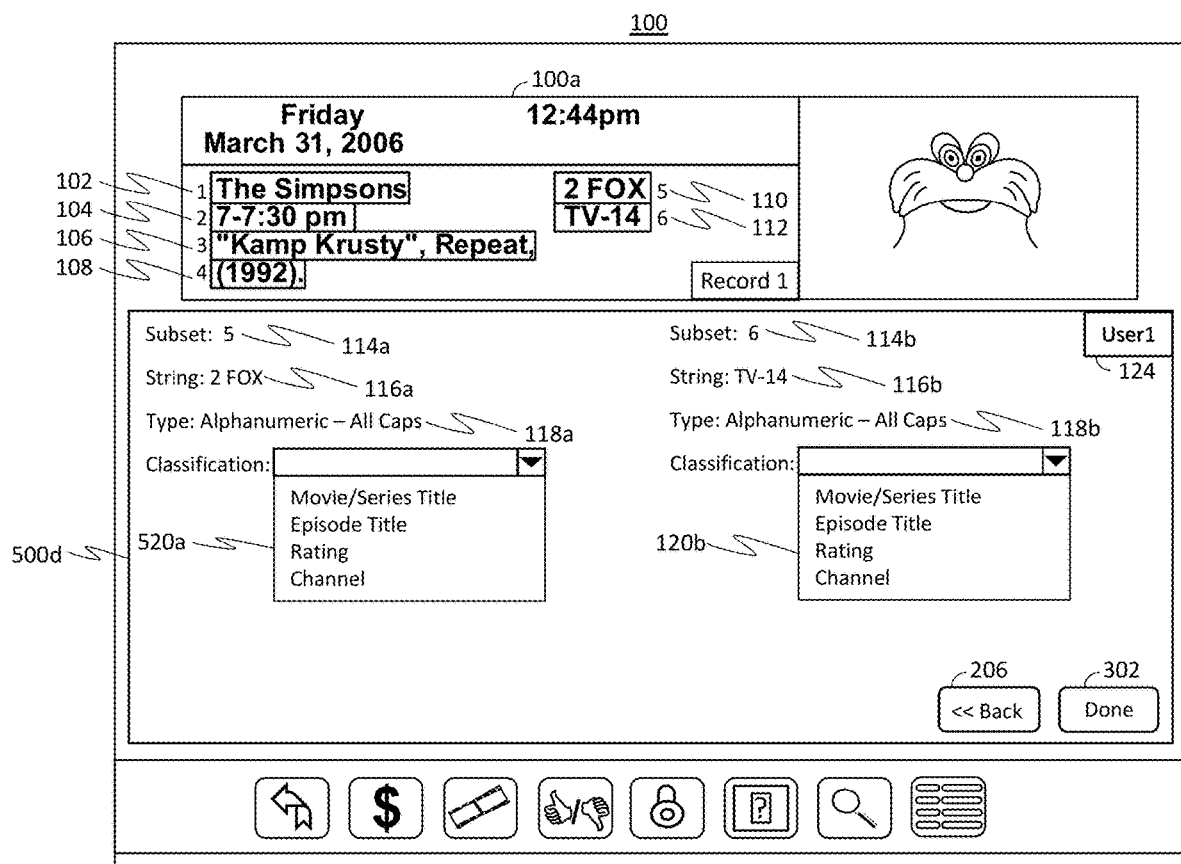 100
100a
Friday 12:44pm
March 31, 2006
102 1 The Simpsons 2 FOX 5 110
104 2 7-7:30 pm TV-14 6 112
106 3 "Kamp Krusty", Repeat,
108 4 (1992).
Record 1
Subset: 5 114a Subset: 6 114b User1
124
String: 2 FOX 116a String: TV-14 116b
Type: Alphanumeric – All Caps 118a Type: Alphanumeric – All Caps 118b
Classification: Classification:
Movie/Series Title Movie/Series Title
Episode Title Episode Title
500d 520a Rating 120b Rating
Channel Channel
206 302
<< Back Done
$ ?